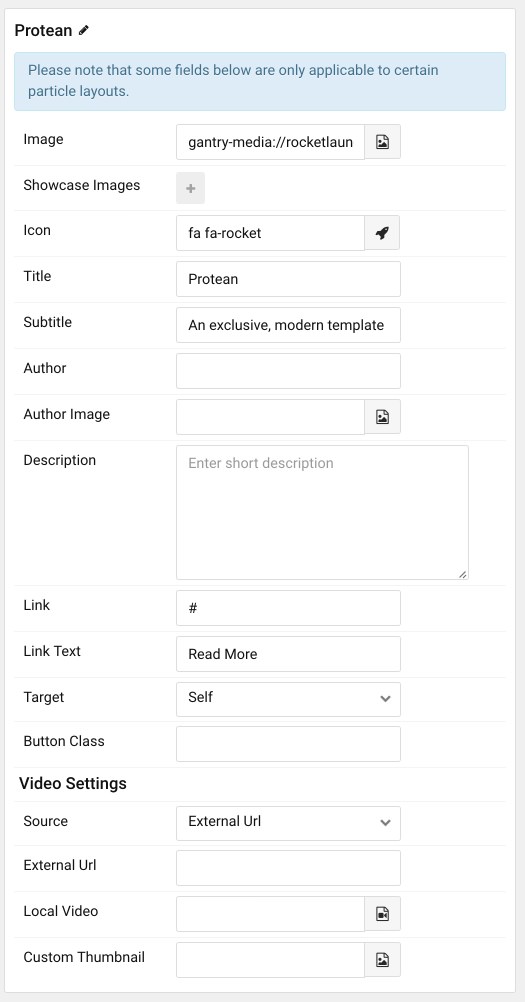 Protean
Please note that some fields below are only applicable to certain
particle layouts.
Image
gantry-media://rocketlaun
Showcase Images
+
Icon
fa fa-rocket
Title
Protean
Subtitle
An exclusive, modern template
Author
Author Image
Description
Enter short description
Link
#
Link Text
Read More
Target
Self
Button Class
Video Settings
Source
External Url
External Url
Local Video
Custom Thumbnail